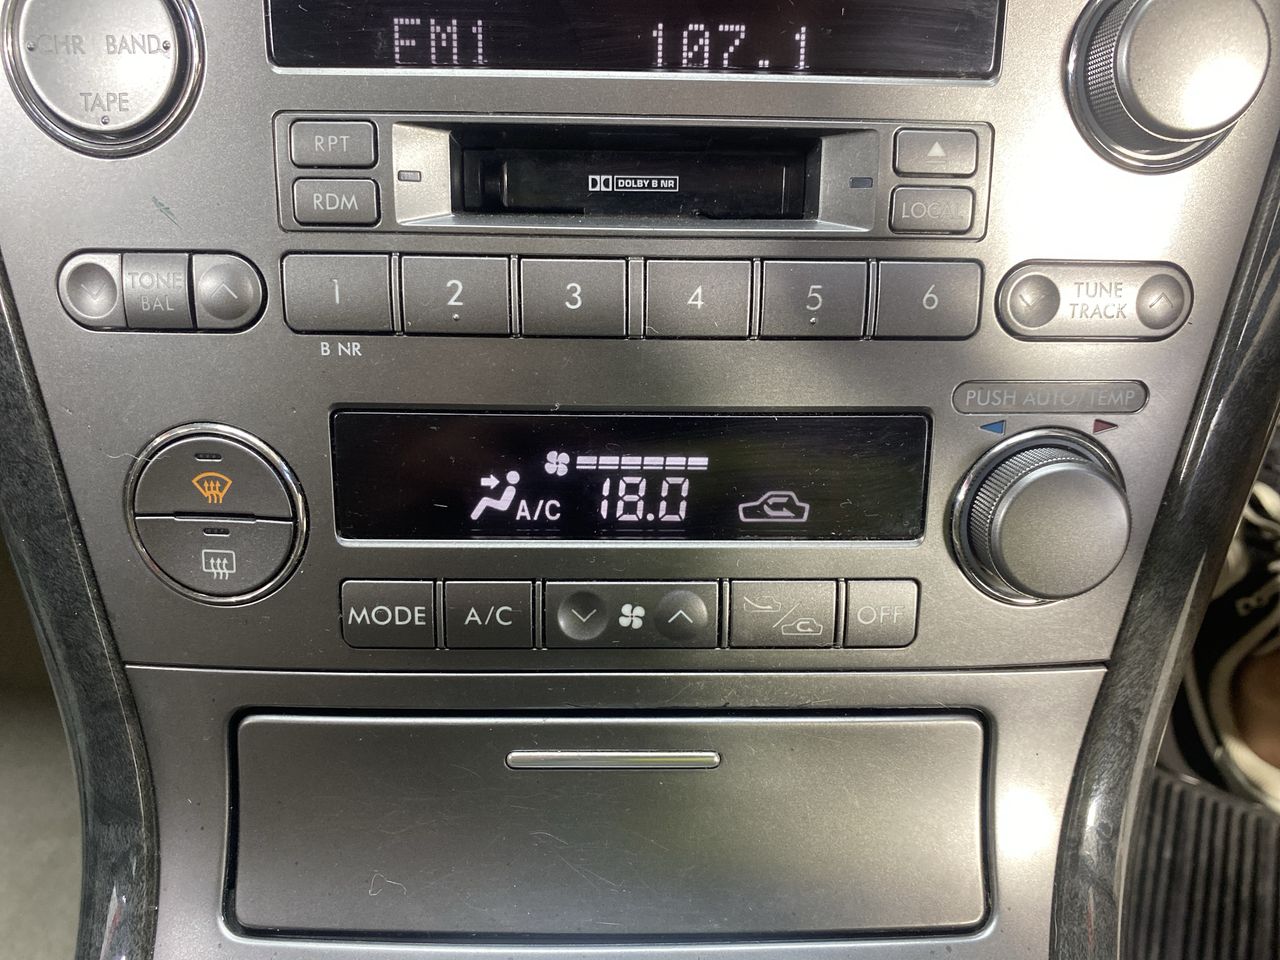 FM1 107.1
CHR BAND
TAPE
RPT
DOLBY B NR
RDM
LOCAL
TONE
BAL
1 2 3 4 5 6
TUNE
TRACK
B NR
PUSH AUTO/TEMP
A/C 18.0
MODE A/C OFF